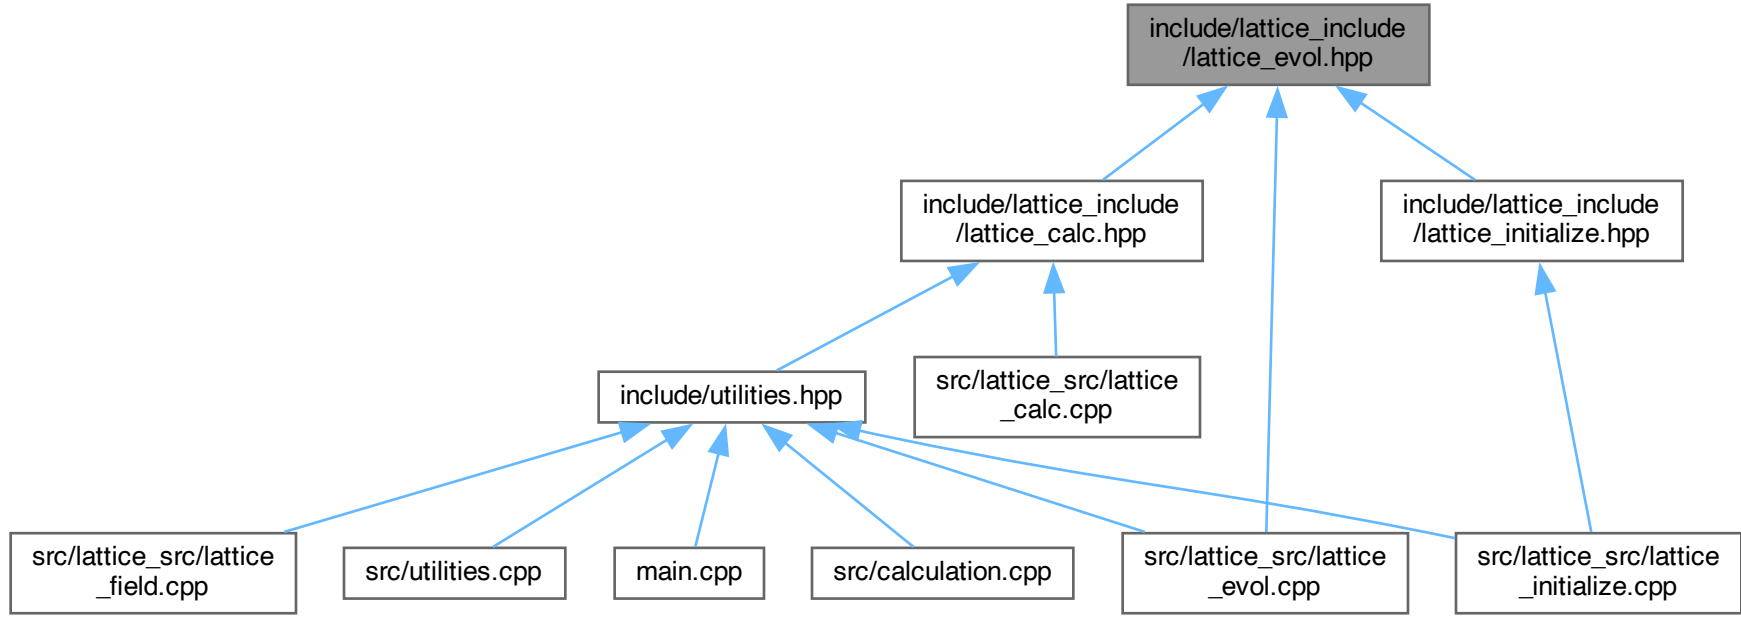 include/lattice_include
/lattice_evol.hpp
include/lattice_include
/lattice_calc.hpp
include/lattice_include
/lattice_initialize.hpp
include/utilities.hpp
src/lattice_src/lattice
_calc.cpp
src/lattice_src/lattice
_field.cpp
src/utilities.cpp
main.cpp
src/calculation.cpp
src/lattice_src/lattice
_evol.cpp
src/lattice_src/lattice
_initialize.cpp